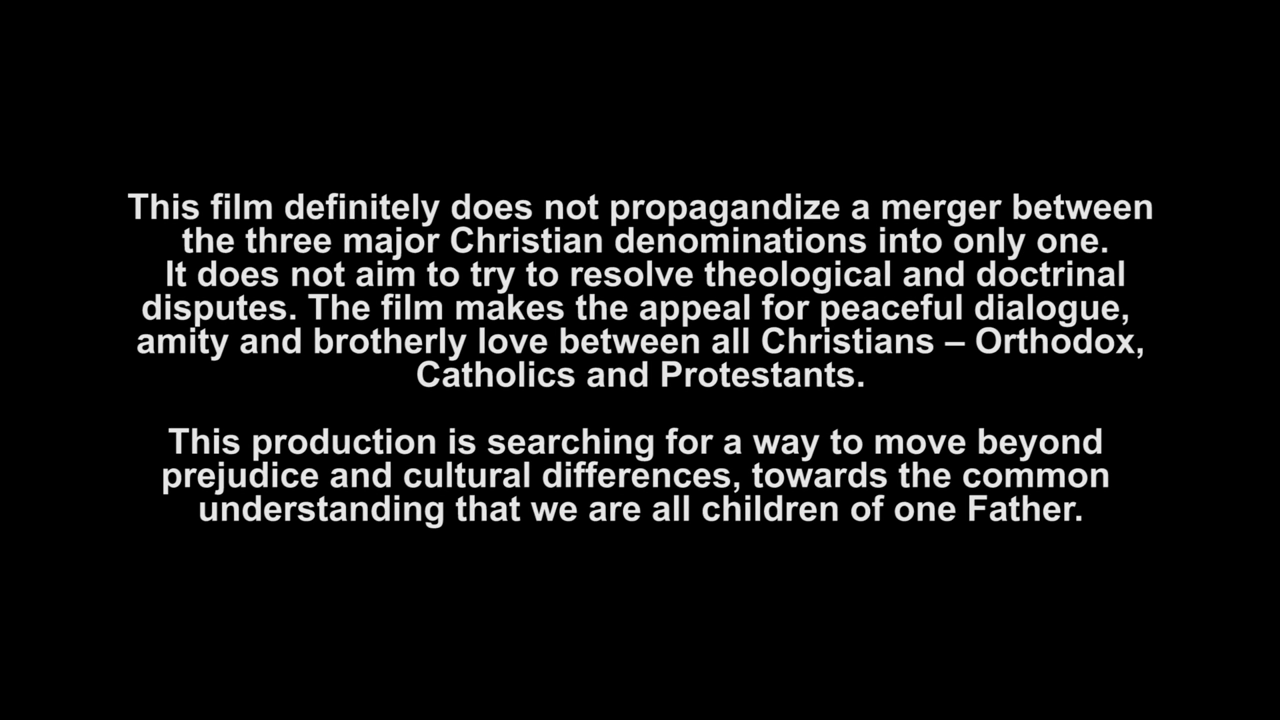 This film definitely does not propagandize a merger between
the three major Christian denominations into only one.
It does not aim to try to resolve theological and doctrinal
disputes. The film makes the appeal for peaceful dialogue,
amity and brotherly love between all Christians – Orthodox,
Catholics and Protestants.
This production is searching for a way to move beyond
prejudice and cultural differences, towards the common
understanding that we are all children of one Father.